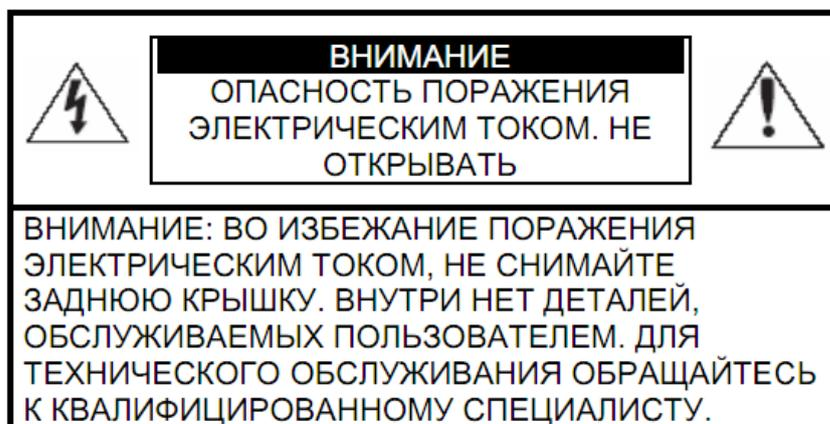 ВНИМАНИЕ
ОПАСНОСТЬ ПОРАЖЕНИЯ
ЭЛЕКТРИЧЕСКИМ ТОКОМ. НЕ
ОТКРЫВАТЬ
ВНИМАНИЕ: ВО ИЗБЕЖАНИЕ ПОРАЖЕНИЯ
ЭЛЕКТРИЧЕСКИМ ТОКОМ, НЕ СНИМАЙТЕ
ЗАДНЮЮ КРЫШКУ. ВНУТРИ НЕТ ДЕТАЛЕЙ,
ОБСЛУЖИВАЕМЫХ ПОЛЬЗОВАТЕЛЕМ. ДЛЯ
ТЕХНИЧЕСКОГО ОБСЛУЖИВАНИЯ ОБРАЩАЙТЕСЬ
К КВАЛИФИЦИРОВАННОМУ СПЕЦИАЛИСТУ.